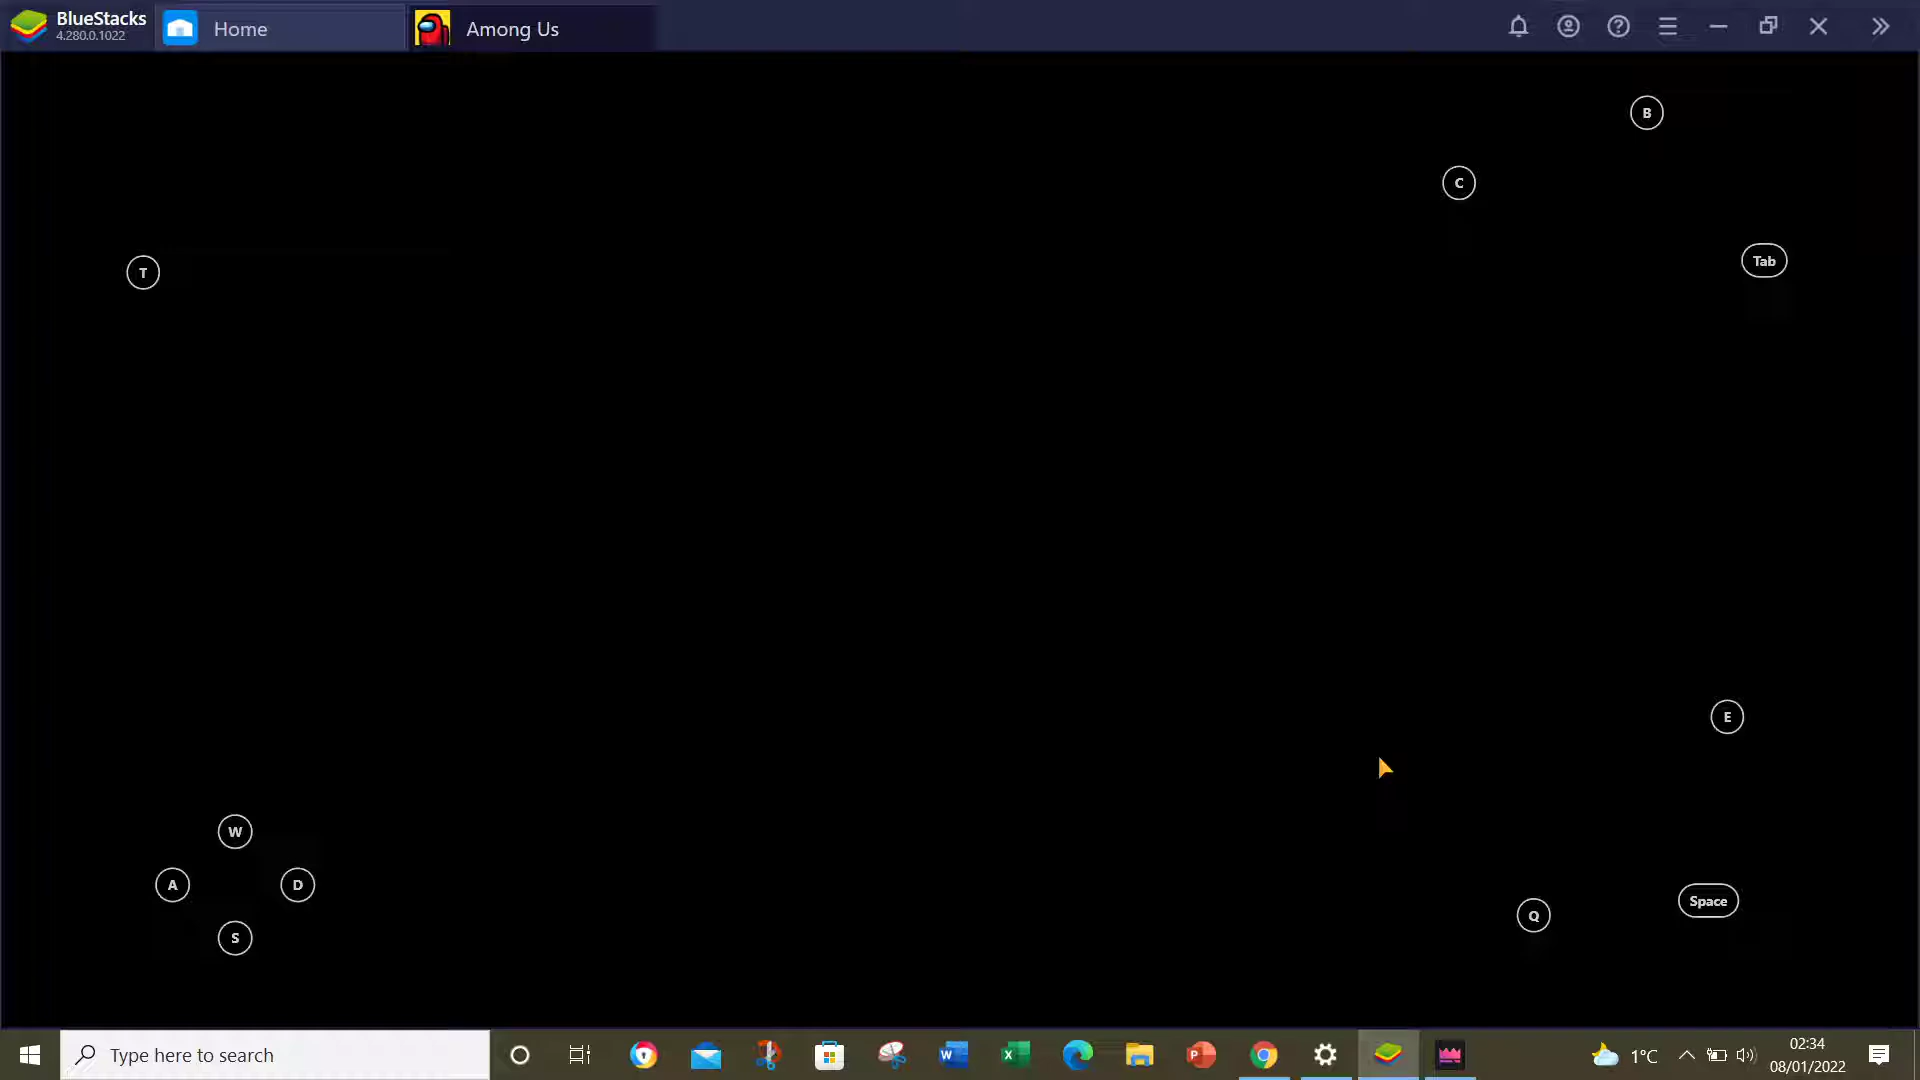 BlueStacks
4.280.0.1022
Home
Among Us
B
C
Tab
T
E
W
A
D
S
Q
Space
Type here to search
1°C
02:34
08/01/2022